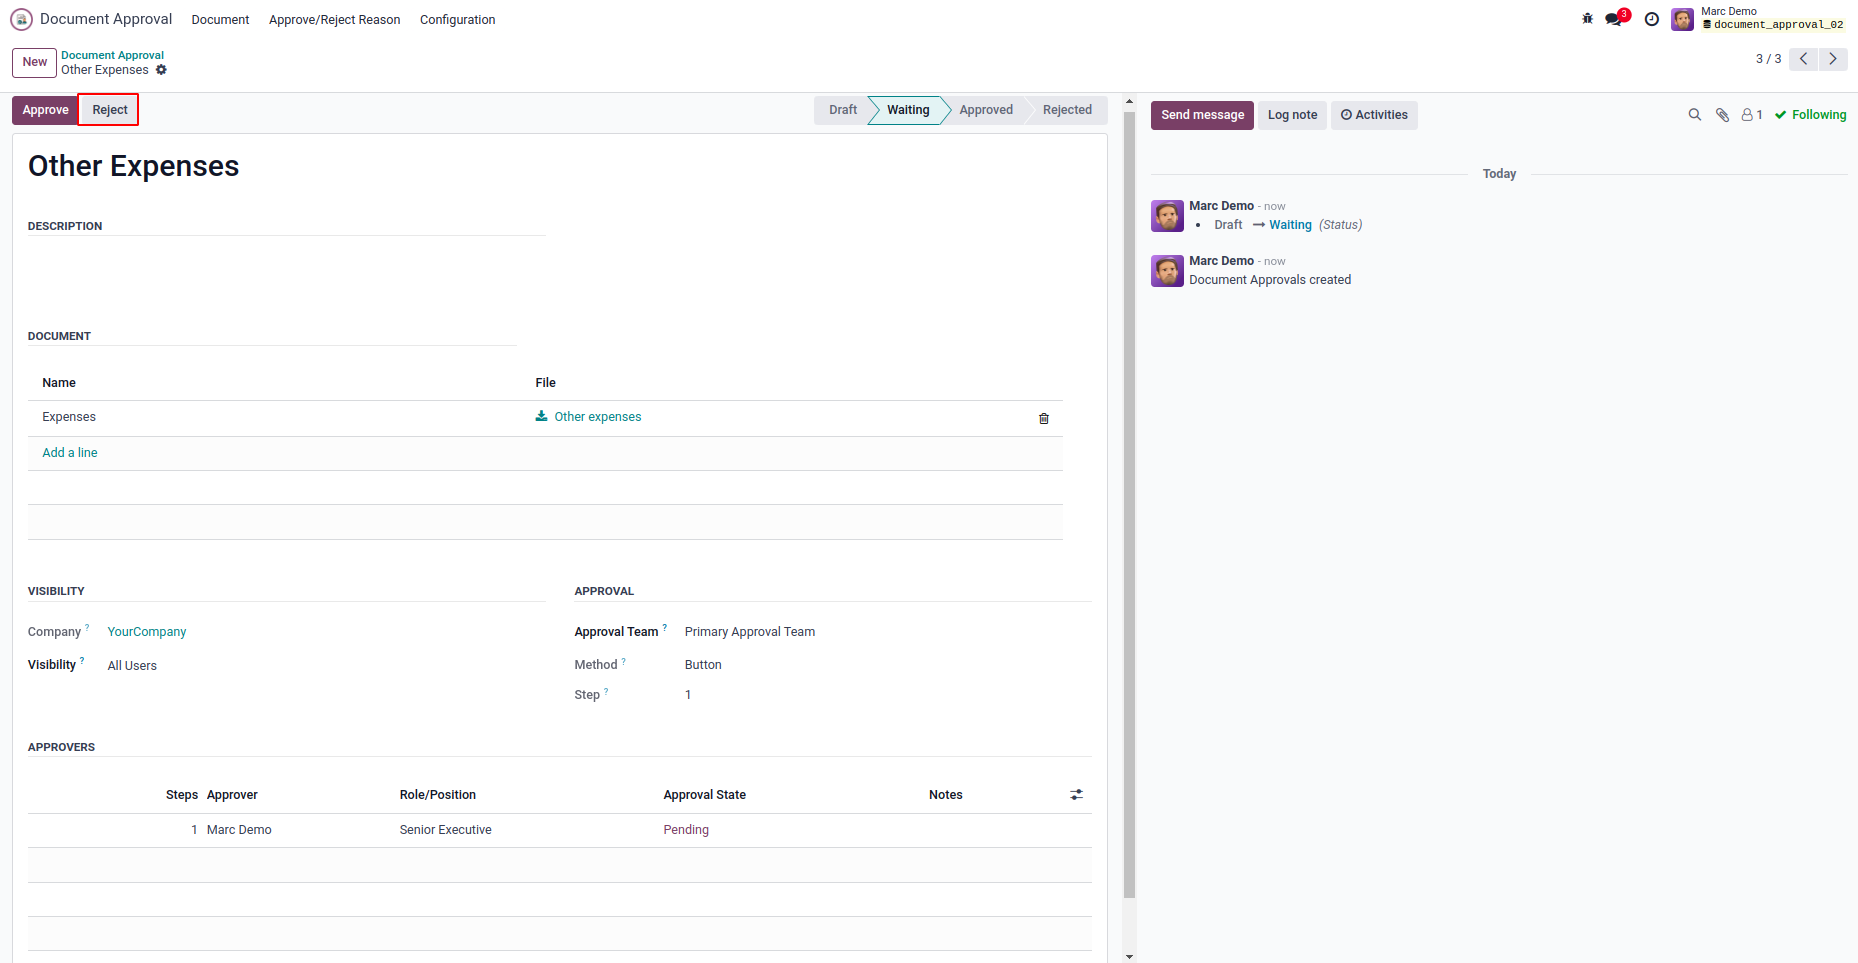 Document Approval Document Approve/Reject Reason Configuration 3 Marc Demo
document_approval_02
New Document Approval
Other Expenses 3 / 3
Approve Reject Draft Waiting Approved Rejected
Send message Log note Activities 1 Following
Other Expenses
Today
DESCRIPTION
Marc Demo - now
• Draft → Waiting (Status)
Marc Demo - now
Document Approvals created
DOCUMENT
Name File
Expenses Other expenses
Add a line
VISIBILITY APPROVAL
Company ? YourCompany Approval Team ? Primary Approval Team
Visibility ? All Users Method ? Button
Step ? 1
APPROVERS
Steps Approver Role/Position Approval State Notes
1 Marc Demo Senior Executive Pending